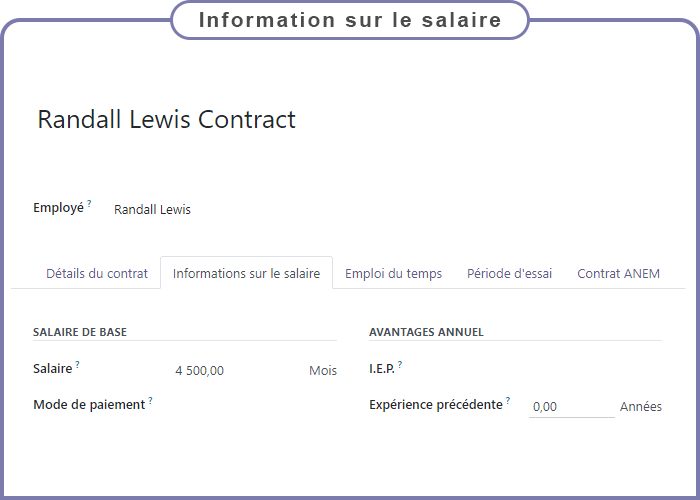 Information sur le salaire
Randall Lewis Contract
Employé ? Randall Lewis
Détails du contrat Informations sur le salaire Emploi du temps Période d'essai Contrat ANEM
SALAIRE DE BASE AVANTAGES ANNUEL
Salaire ? 4 500,00 Mois I.E.P. ?
Mode de paiement ? Expérience précédente ? 0,00 Années